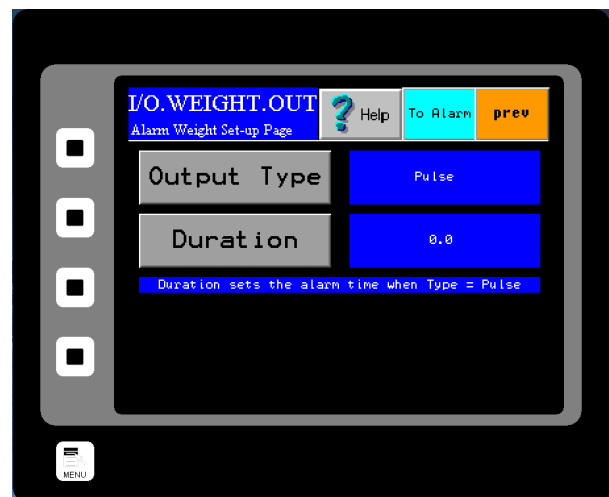 I/O.WEIGHT.OUT
Alarm Weight Set-up Page
? Help
To Alarm
prev
Output Type
Pulse
Duration
0.0
Duration sets the alarm time when Type = Pulse
MENU